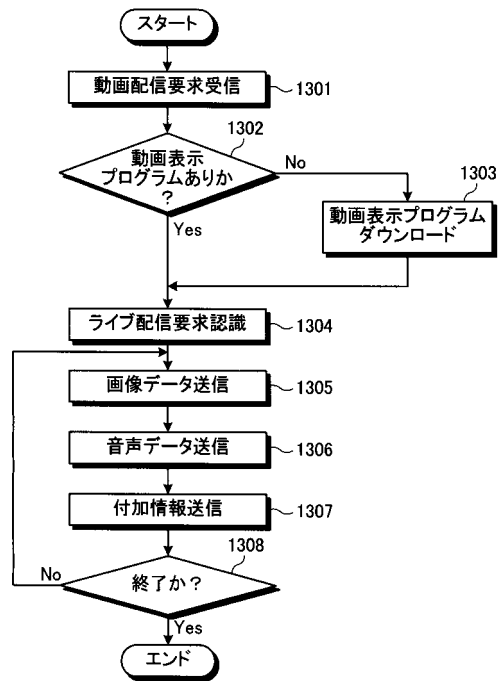 スタート
動画配信要求受信
1301
1302
動画表示
プログラムありか
?
No
Yes
1303
動画表示プログラム
ダウンロード
ライブ配信要求認識
1304
画像データ送信
1305
音声データ送信
1306
付加情報送信
1307
1308
終了か?
No
Yes
エンド